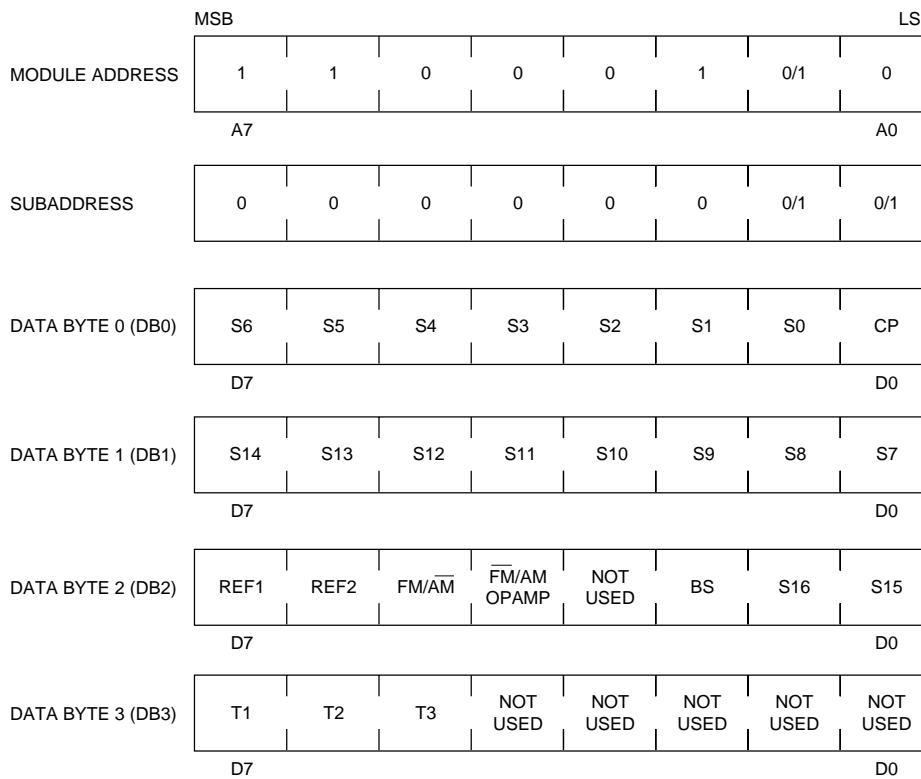 MSB LS
MODULE ADDRESS 1 1 0 0 0 1 0/1 0
A7 A0
SUBADDRESS 0 0 0 0 0 0 0/1 0/1
DATA BYTE 0 (DB0) S6 S5 S4 S3 S2 S1 S0 CP
D7 D0
DATA BYTE 1 (DB1) S14 S13 S12 S11 S10 S9 S8 S7
D7 D0
DATA BYTE 2 (DB2) REF1 REF2 FM/A̅M̅ F̅M̅/AM OPAMP NOT USED BS S16 S15
D7 D0
DATA BYTE 3 (DB3) T1 T2 T3 NOT USED NOT USED NOT USED NOT USED NOT USED
D7 D0